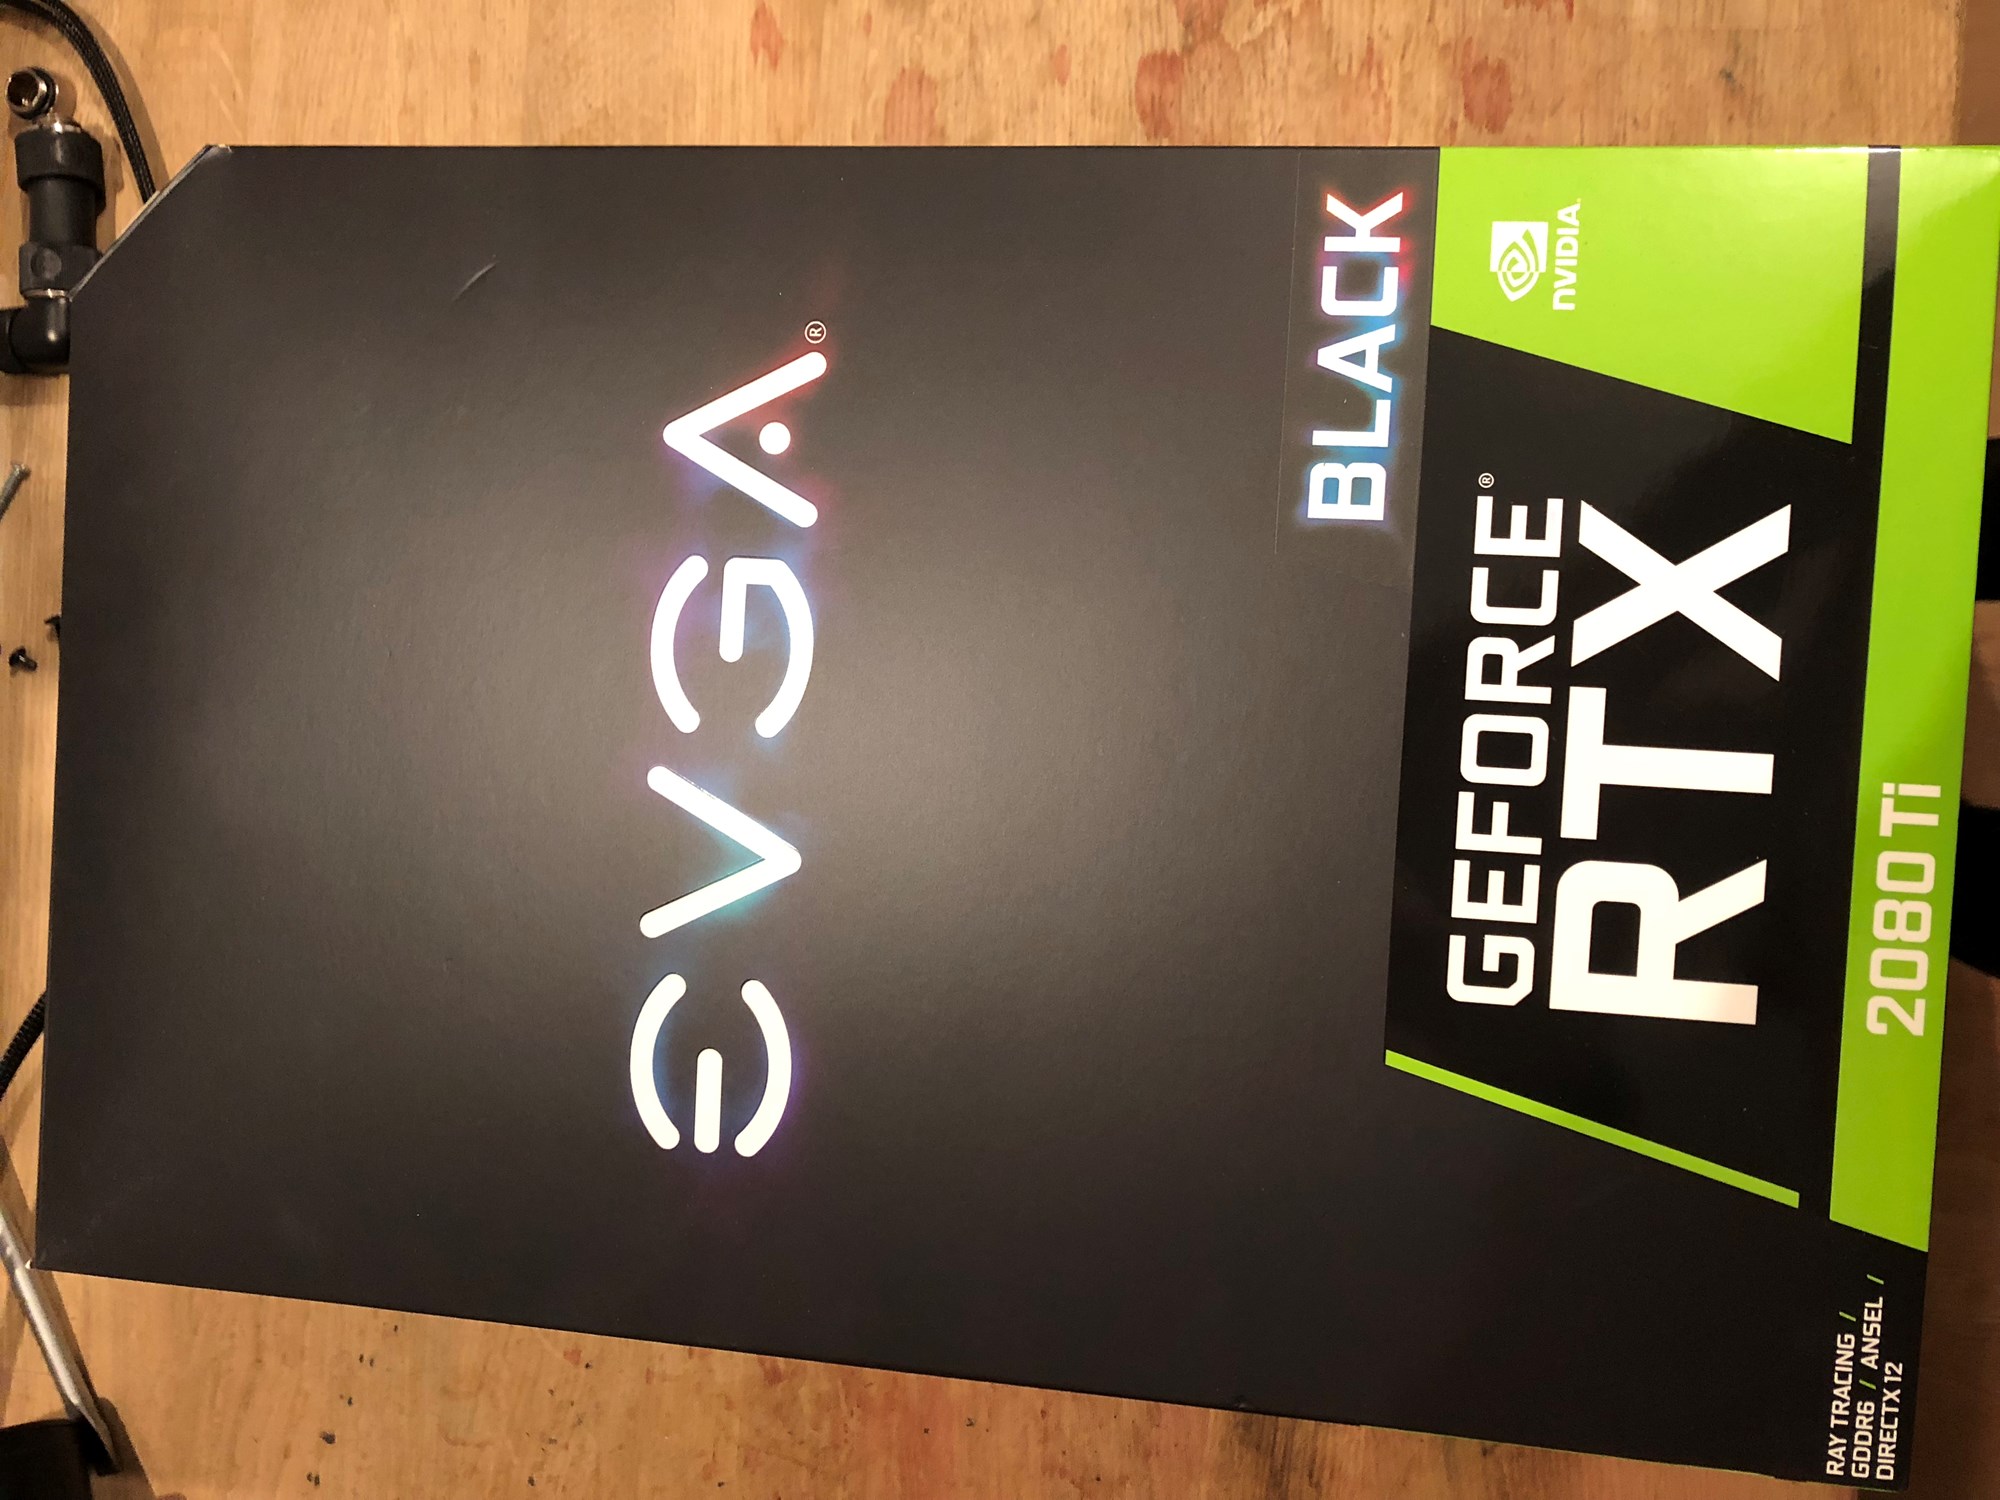 EVGA®
BLACK
NVIDIA®
GEFORCE®
RTX
2080 Ti
RAY TRACING /
GDDR6 / ANSEL /
DIRECTX 12